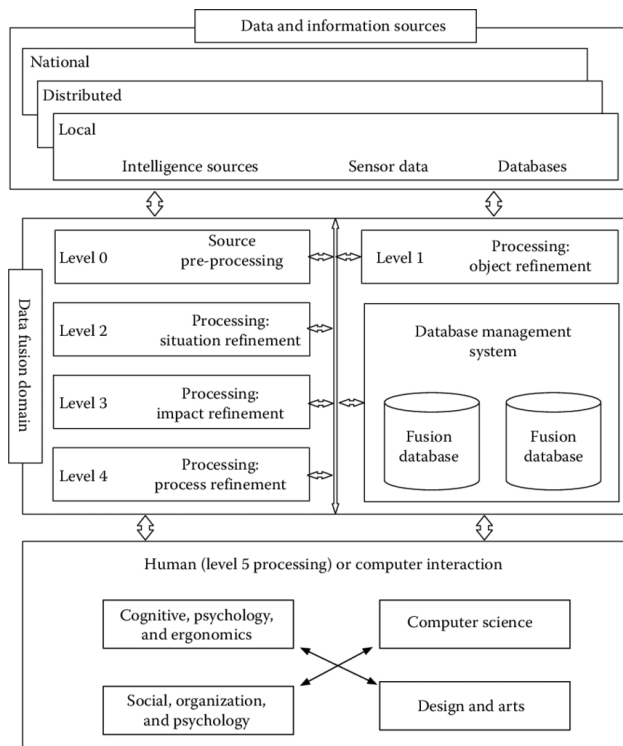 Data and information sources
National
Distributed
Local
Intelligence sources
Sensor data
Databases
Data fusion domain
Level 0
Source
pre-processing
Level 1
Processing:
object refinement
Level 2
Processing:
situation refinement
Database management
system
Level 3
Processing:
impact refinement
Fusion
database
Fusion
database
Level 4
Processing:
process refinement
Human (level 5 processing) or computer interaction
Cognitive, psychology,
and ergonomics
Computer science
Social, organization,
and psychology
Design and arts